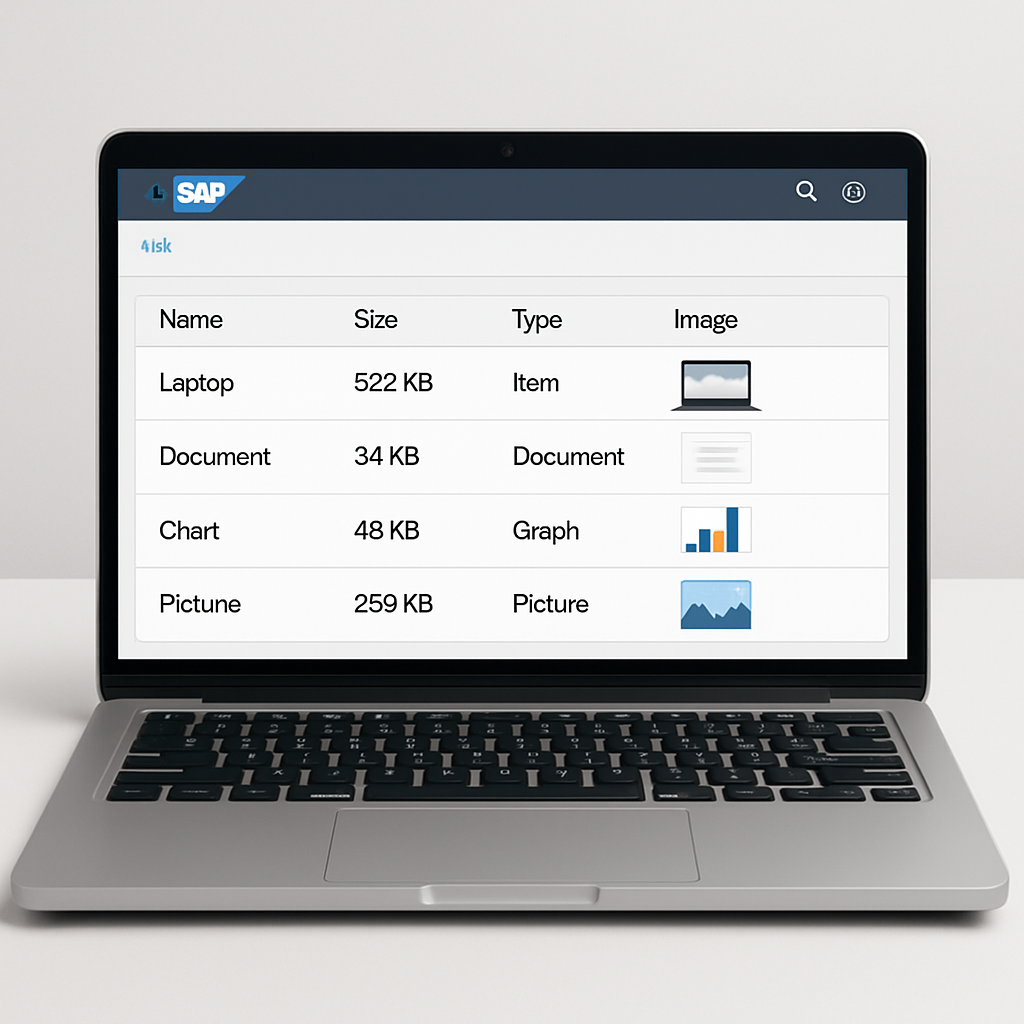 SAP
4isk
Name Size Type Image
Laptop 522 KB Item
Document 34 KB Document
Chart 48 KB Graph
Pictune 259 KB Picture